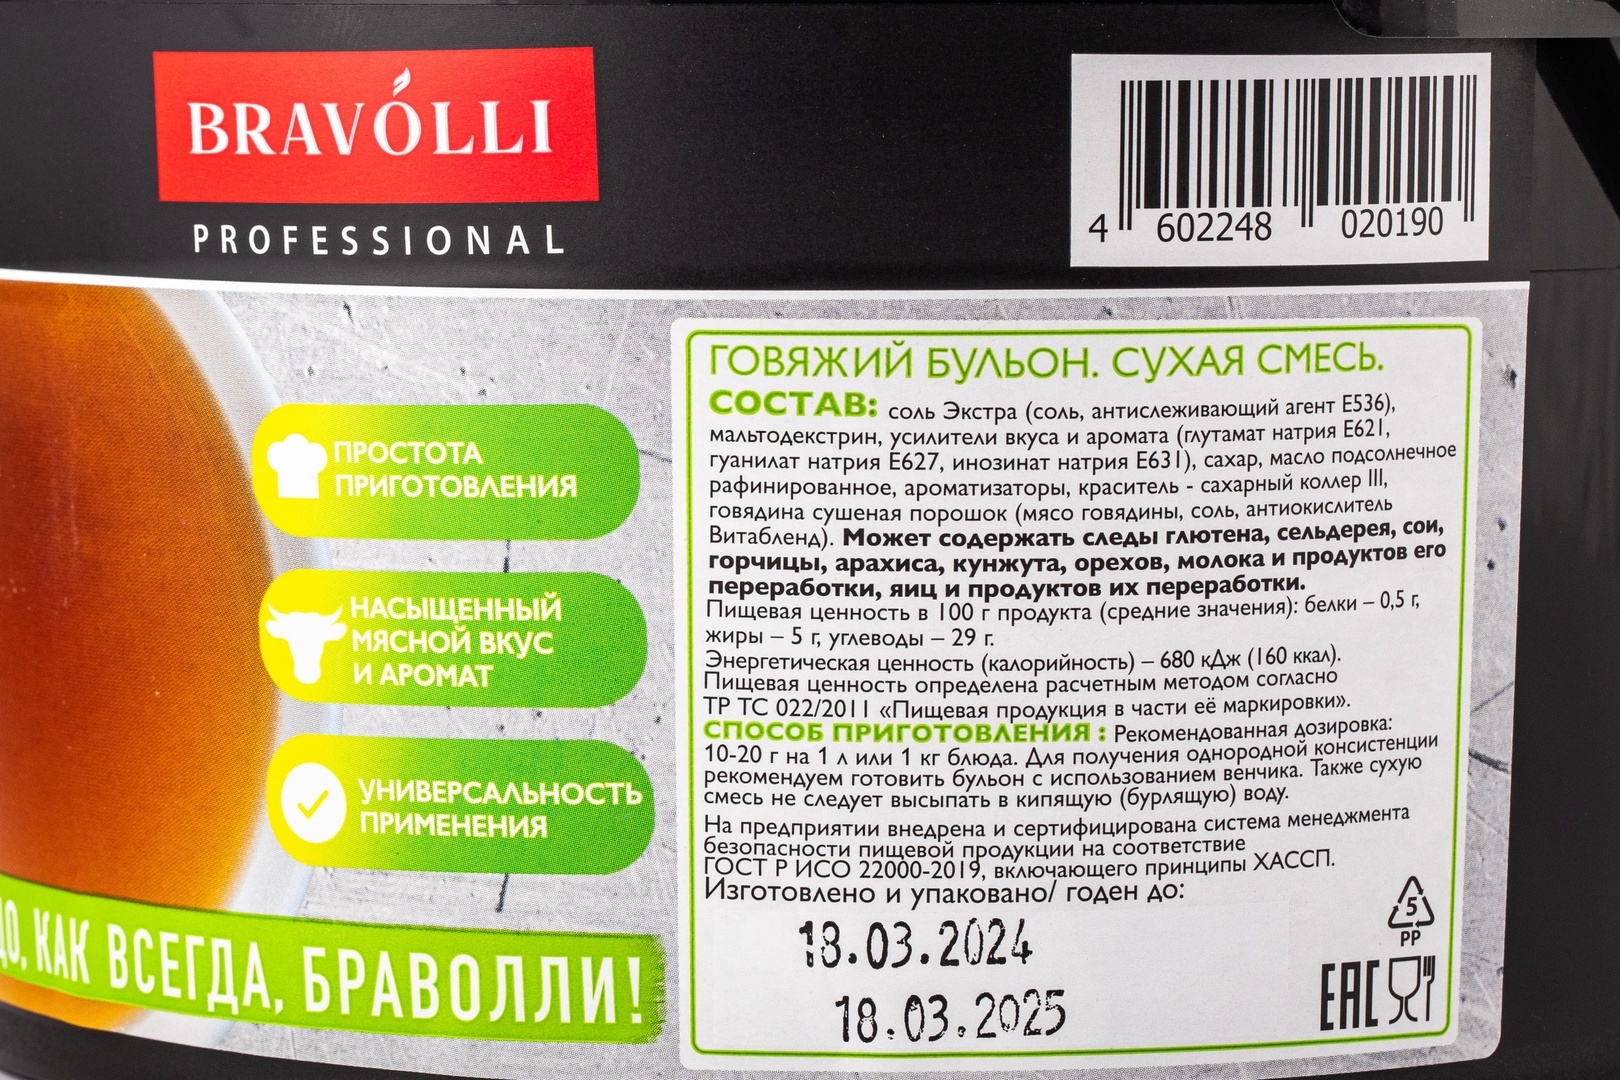 BRAVÓLLI
PROFESSIONAL
4 602248 020190
ПРОСТОТА
ПРИГОТОВЛЕНИЯ
НАСЫЩЕННЫЙ
МЯСНОЙ ВКУС
И АРОМАТ
УНИВЕРСАЛЬНОСТЬ
ПРИМЕНЕНИЯ
КАК ВСЕГДА, БРАВОЛЛИ!
ГОВЯЖИЙ БУЛЬОН. СУХАЯ СМЕСЬ.
СОСТАВ: соль Экстра (соль, антислеживающий агент Е536),
мальтодекстрин, усилители вкуса и аромата (глутамат натрия Е621,
гуанилат натрия Е627, инозинат натрия Е631), сахар, масло подсолнечное
рафинированное, ароматизаторы, краситель - сахарный коллер III,
говядина сушеная порошок (мясо говядины, соль, антиокислитель
Витабленд). Может содержать следы глютена, сельдерея, сои,
горчицы, арахиса, кунжута, орехов, молока и продуктов его
переработки, яиц и продуктов их переработки.
Пищевая ценность в 100 г продукта (средние значения): белки – 0,5 г,
жиры – 5 г, углеводы – 29 г.
Энергетическая ценность (калорийность) – 680 кДж (160 ккал).
Пищевая ценность определена расчетным методом согласно
ТР ТС 022/2011 «Пищевая продукция в части её маркировки».
СПОСОБ ПРИГОТОВЛЕНИЯ : Рекомендованная дозировка:
10-20 г на 1 л или 1 кг блюда. Для получения однородной консистенции
рекомендуем готовить бульон с использованием венчика. Также сухую
смесь не следует высыпать в кипящую (бурлящую) воду.
На предприятии внедрена и сертифицирована система менеджмента
безопасности пищевой продукции на соответствие
ГОСТ Р ИСО 22000-2019, включающего принципы ХАССП.
Изготовлено и упаковано/ годен до:
18.03.2024
18.03.2025
5
PP
EAC